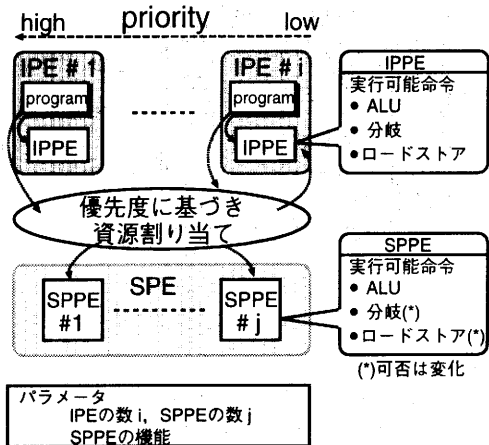 high priority low
IPE # 1
program
IPPE
IPE # i
program
IPPE
IPPE
実行可能命令
● ALU
● 分岐
● ロードストア
優先度に基づき
資源割り当て
SPE
SPPE
#1
SPPE
# j
SPPE
実行可能命令
● ALU
● 分岐(*)
● ロードストア(*)
(*)可否は変化
パラメータ
IPEの数 i, SPPEの数 j
SPPEの機能